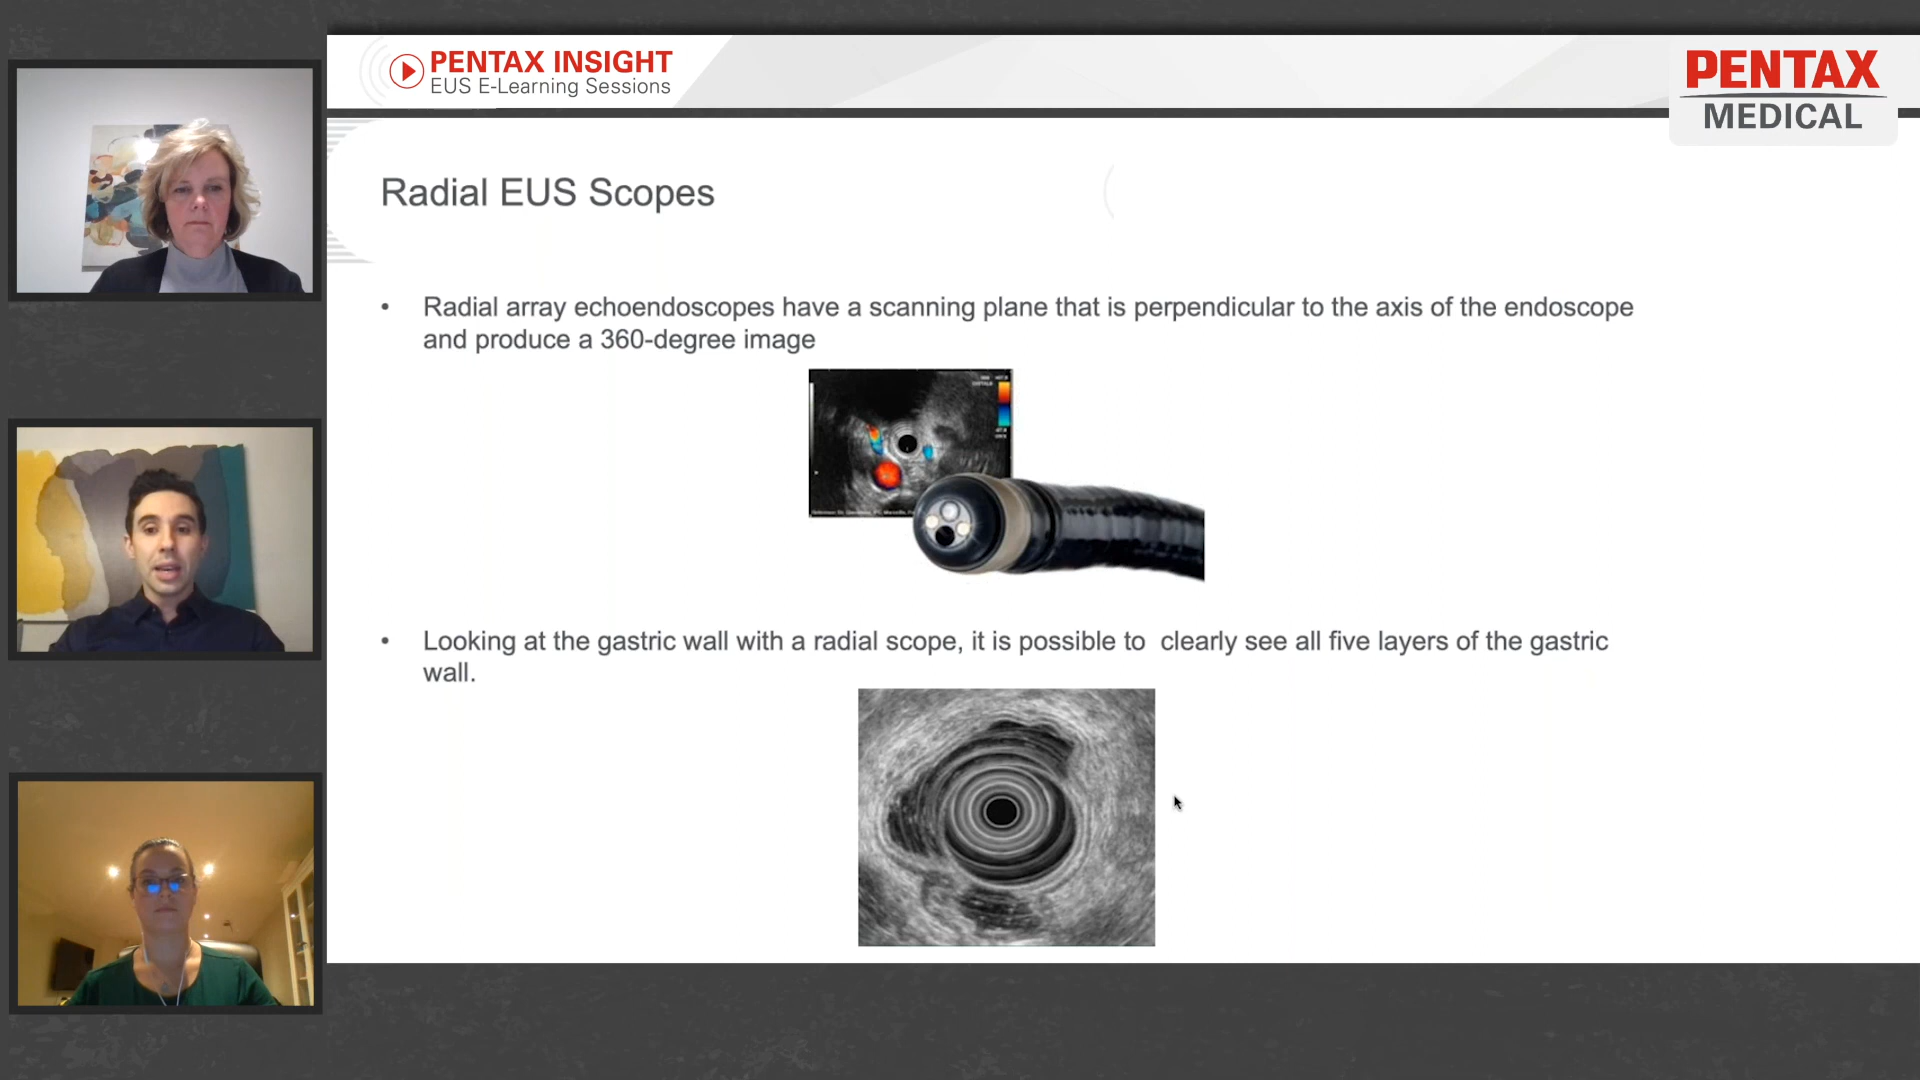 PENTAX INSIGHT
EUS E-Learning Sessions
PENTAX
MEDICAL
Radial EUS Scopes
• Radial array echoendoscopes have a scanning plane that is perpendicular to the axis of the endoscope
and produce a 360-degree image
• Looking at the gastric wall with a radial scope, it is possible to  clearly see all five layers of the gastric
wall.